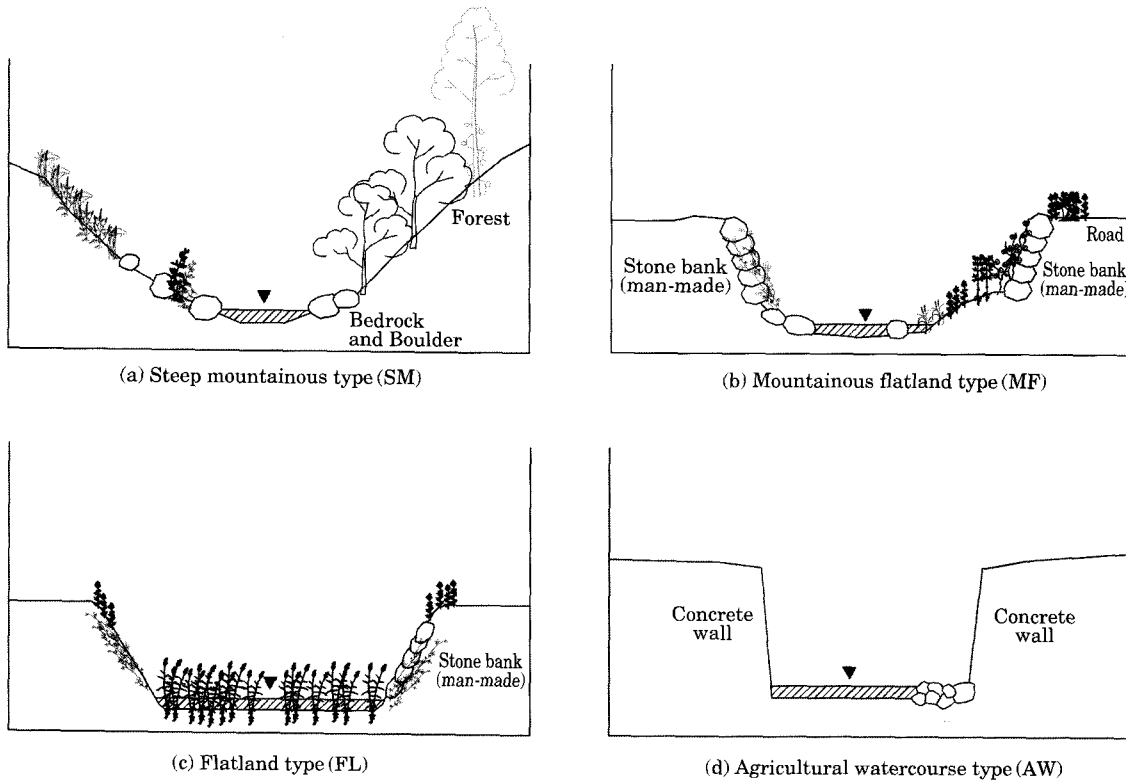 Forest
Bedrock
and Boulder
(a) Steep mountainous type (SM)
Stone bank
(man-made)
Road
Stone bank
(man-made)
(b) Mountainous flatland type (MF)
Stone bank
(man-made)
(c) Flatland type (FL)
Concrete
wall
Concrete
wall
(d) Agricultural watercourse type (AW)